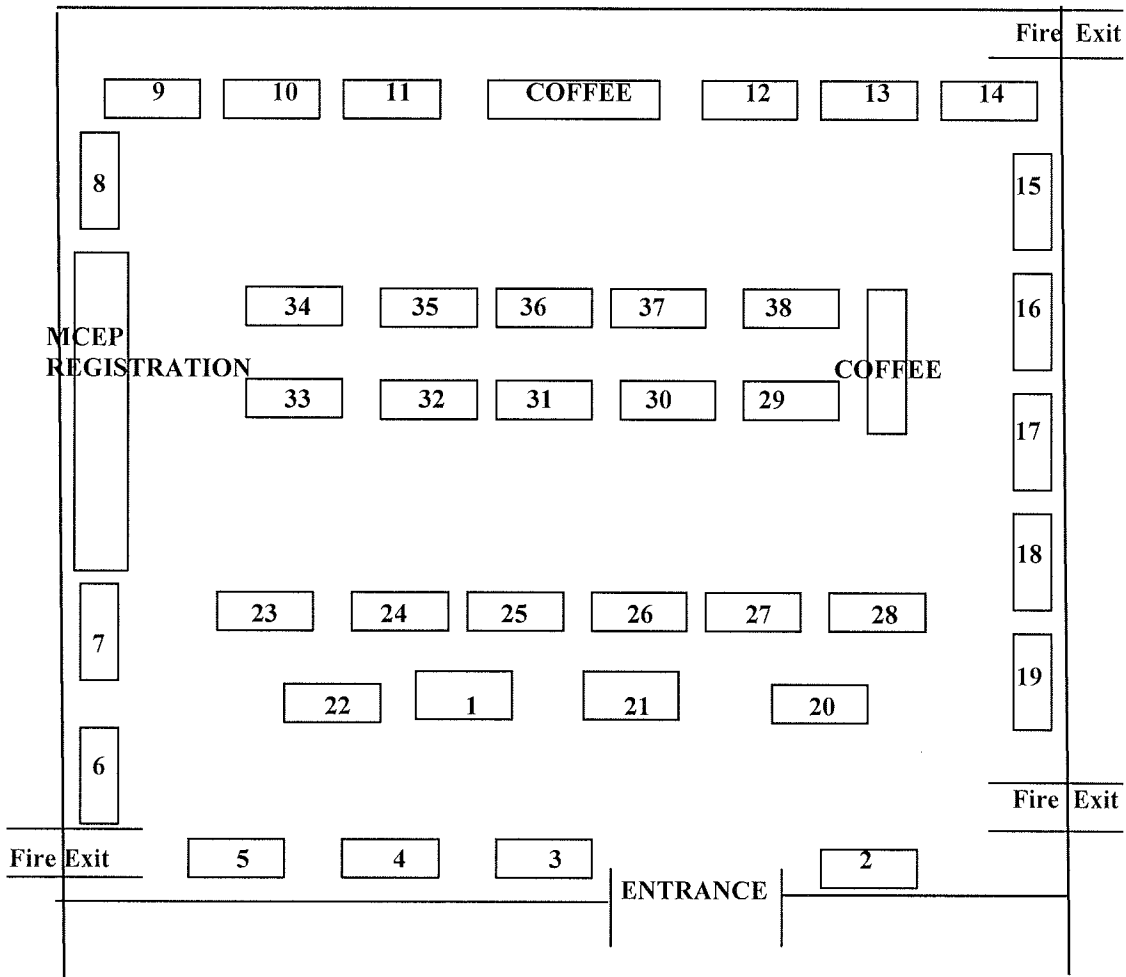 Fire Exit
9 10 11 COFFEE 12 13 14
8 15
34 35 36 37 38 16
MCEP
REGISTRATION
COFFEE
33 32 31 30 29
17
18
23 24 25 26 27 28
7
19
22 1 21 20
6
Fire Exit
Fire Exit
5 4 3 2
ENTRANCE